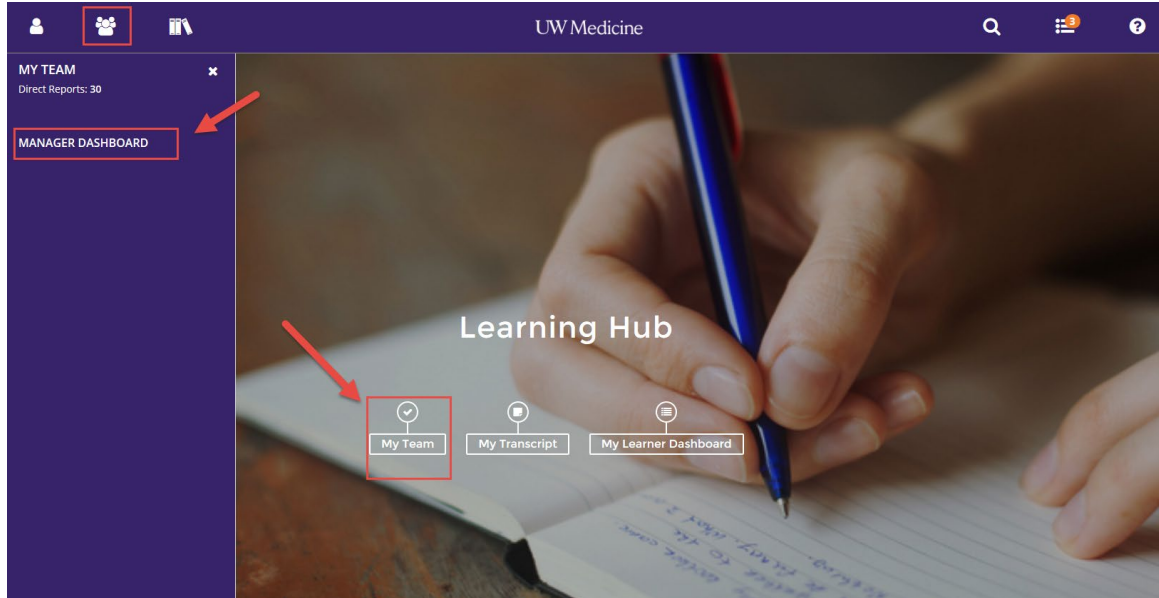 UW Medicine
3
?
MY TEAM
Direct Reports: 30
MANAGER DASHBOARD
Learning Hub
My Team
My Transcript
My Learner Dashboard